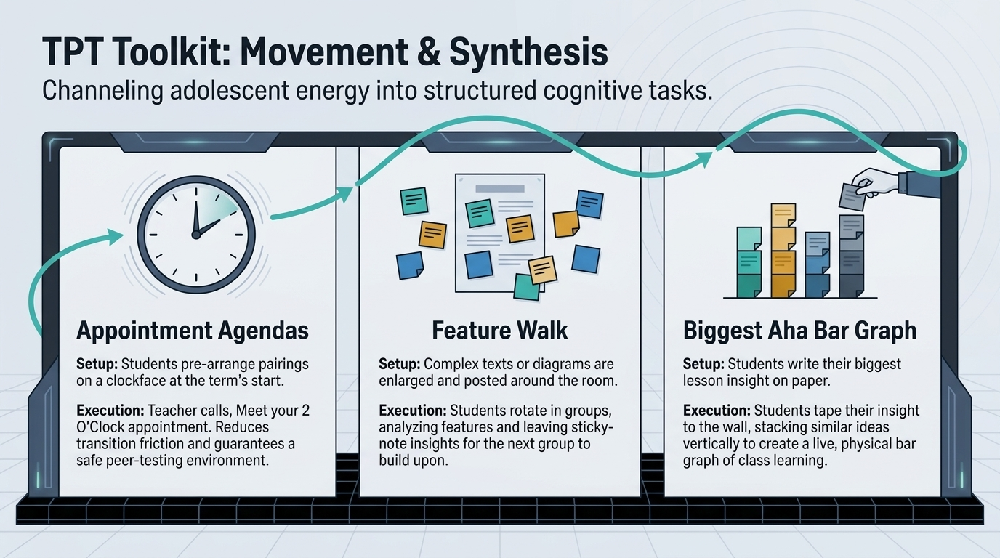 TPT Toolkit: Movement & Synthesis
Channeling adolescent energy into structured cognitive tasks.
Appointment Agendas
Setup: Students pre-arrange pairings
on a clockface at the term's start.
Execution: Teacher calls, Meet your 2
O'Clock appointment. Reduces
transition friction and guarantees a
safe peer-testing environment.
Feature Walk
Setup: Complex texts or diagrams are
enlarged and posted around the room.
Execution: Students rotate in groups,
analyzing features and leaving sticky-
note insights for the next group to
build upon.
Biggest Aha Bar Graph
Setup: Students write their biggest
lesson insight on paper.
Execution: Students tape their insight
to the wall, stacking similar ideas
vertically to create a live, physical bar
graph of class learning.